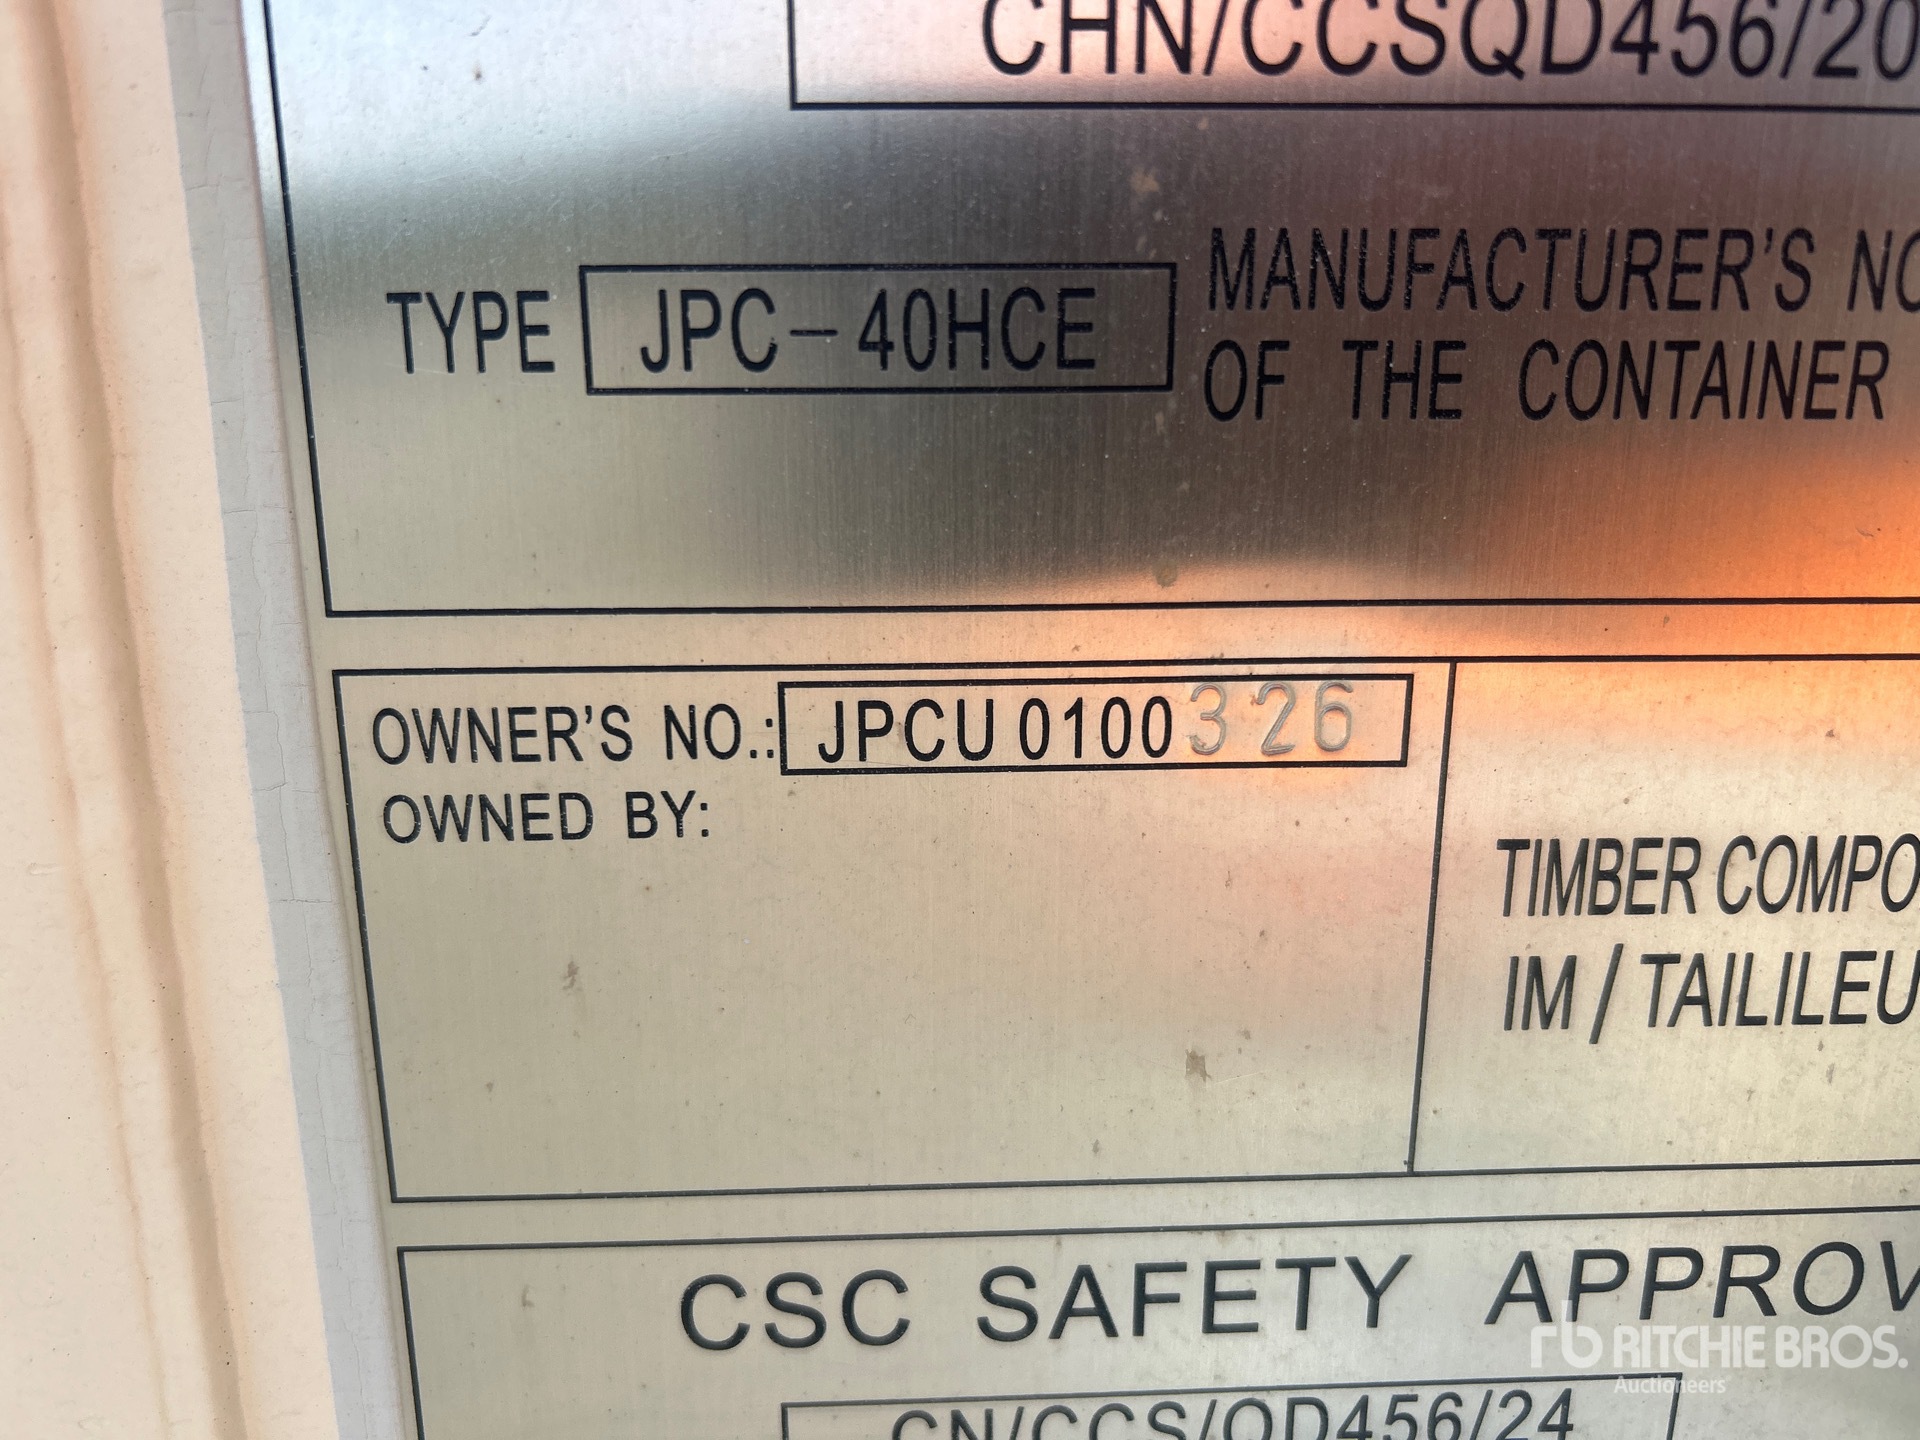 CHN/CCSQD456/20
TYPE JPC-40HCE
MANUFACTURER'S NO
OF THE CONTAINER
OWNER'S NO.: JPCU 0100326
OWNED BY:
TIMBER COMPO
IM / TAILILEU
CSC SAFETY APPROV
CN/CCS/QD456/24
rb RITCHIE BROS.
Auctioneers